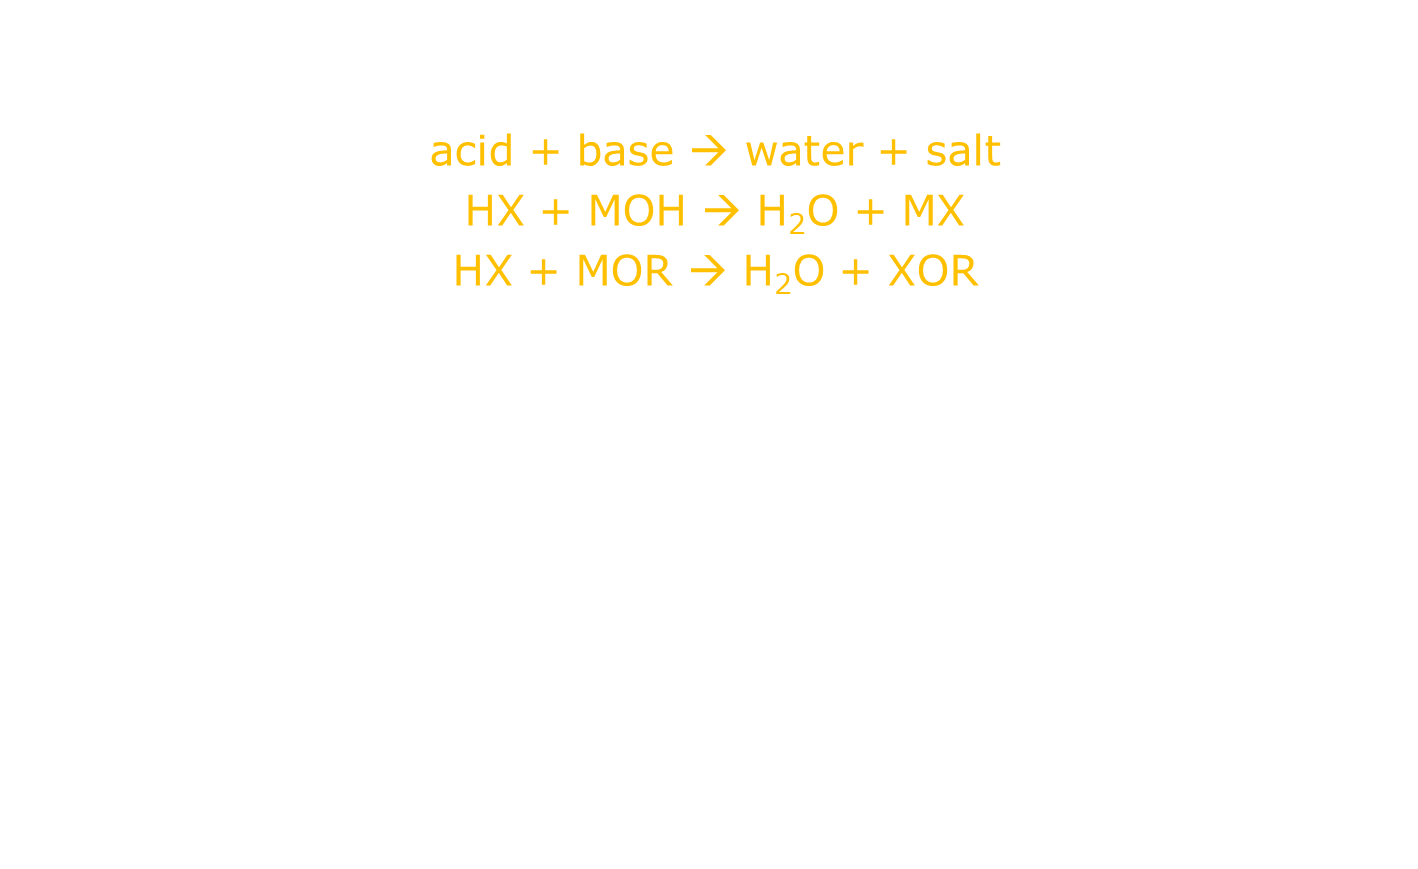 acid + base → water + salt
HX + MOH → H₂O + MX
HX + MOR → H₂O + XOR